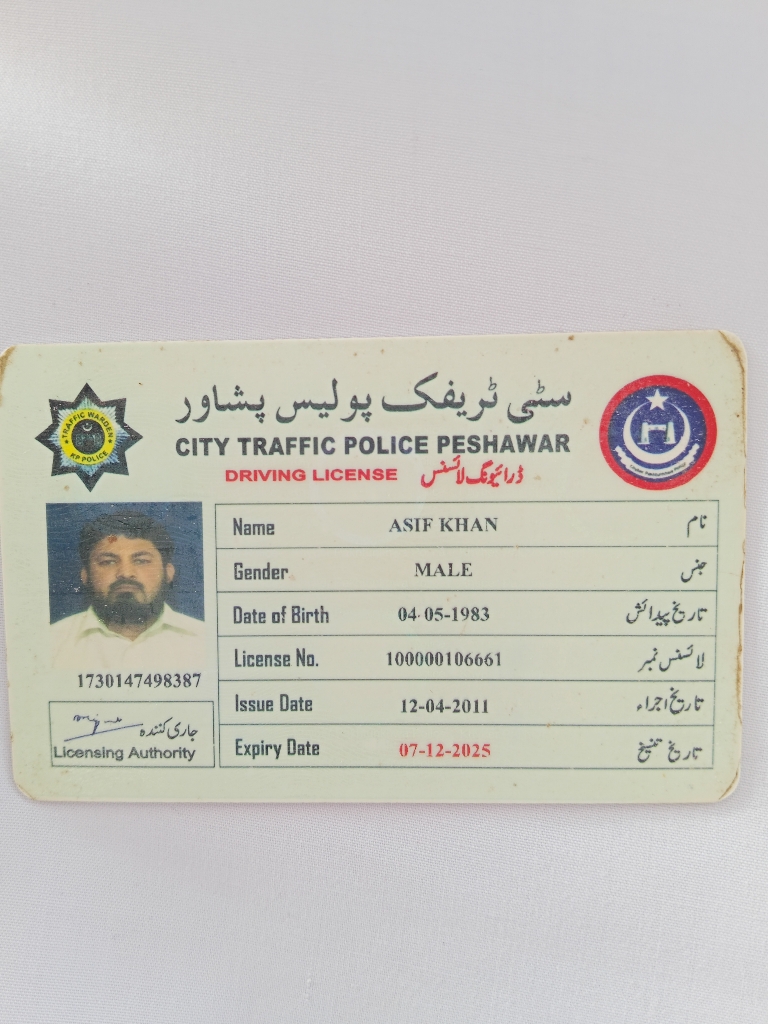 سٹی ٹریفک پولیس پشاور
CITY TRAFFIC POLICE PESHAWAR
DRIVING LICENSE ڈرائیونگ لائسنس
TRAFFIC WARDEN
KP POLICE
Name ASIF KHAN نام
Gender MALE جنس
Date of Birth 04-05-1983 تاریخ پیدائش
License No. 100000106661 لائسنس نمبر
Issue Date 12-04-2011 تاریخ اجراء
Expiry Date 07-12-2025 تاریخ تنسیخ
1730147498387
جاری کنندہ
Licensing Authority